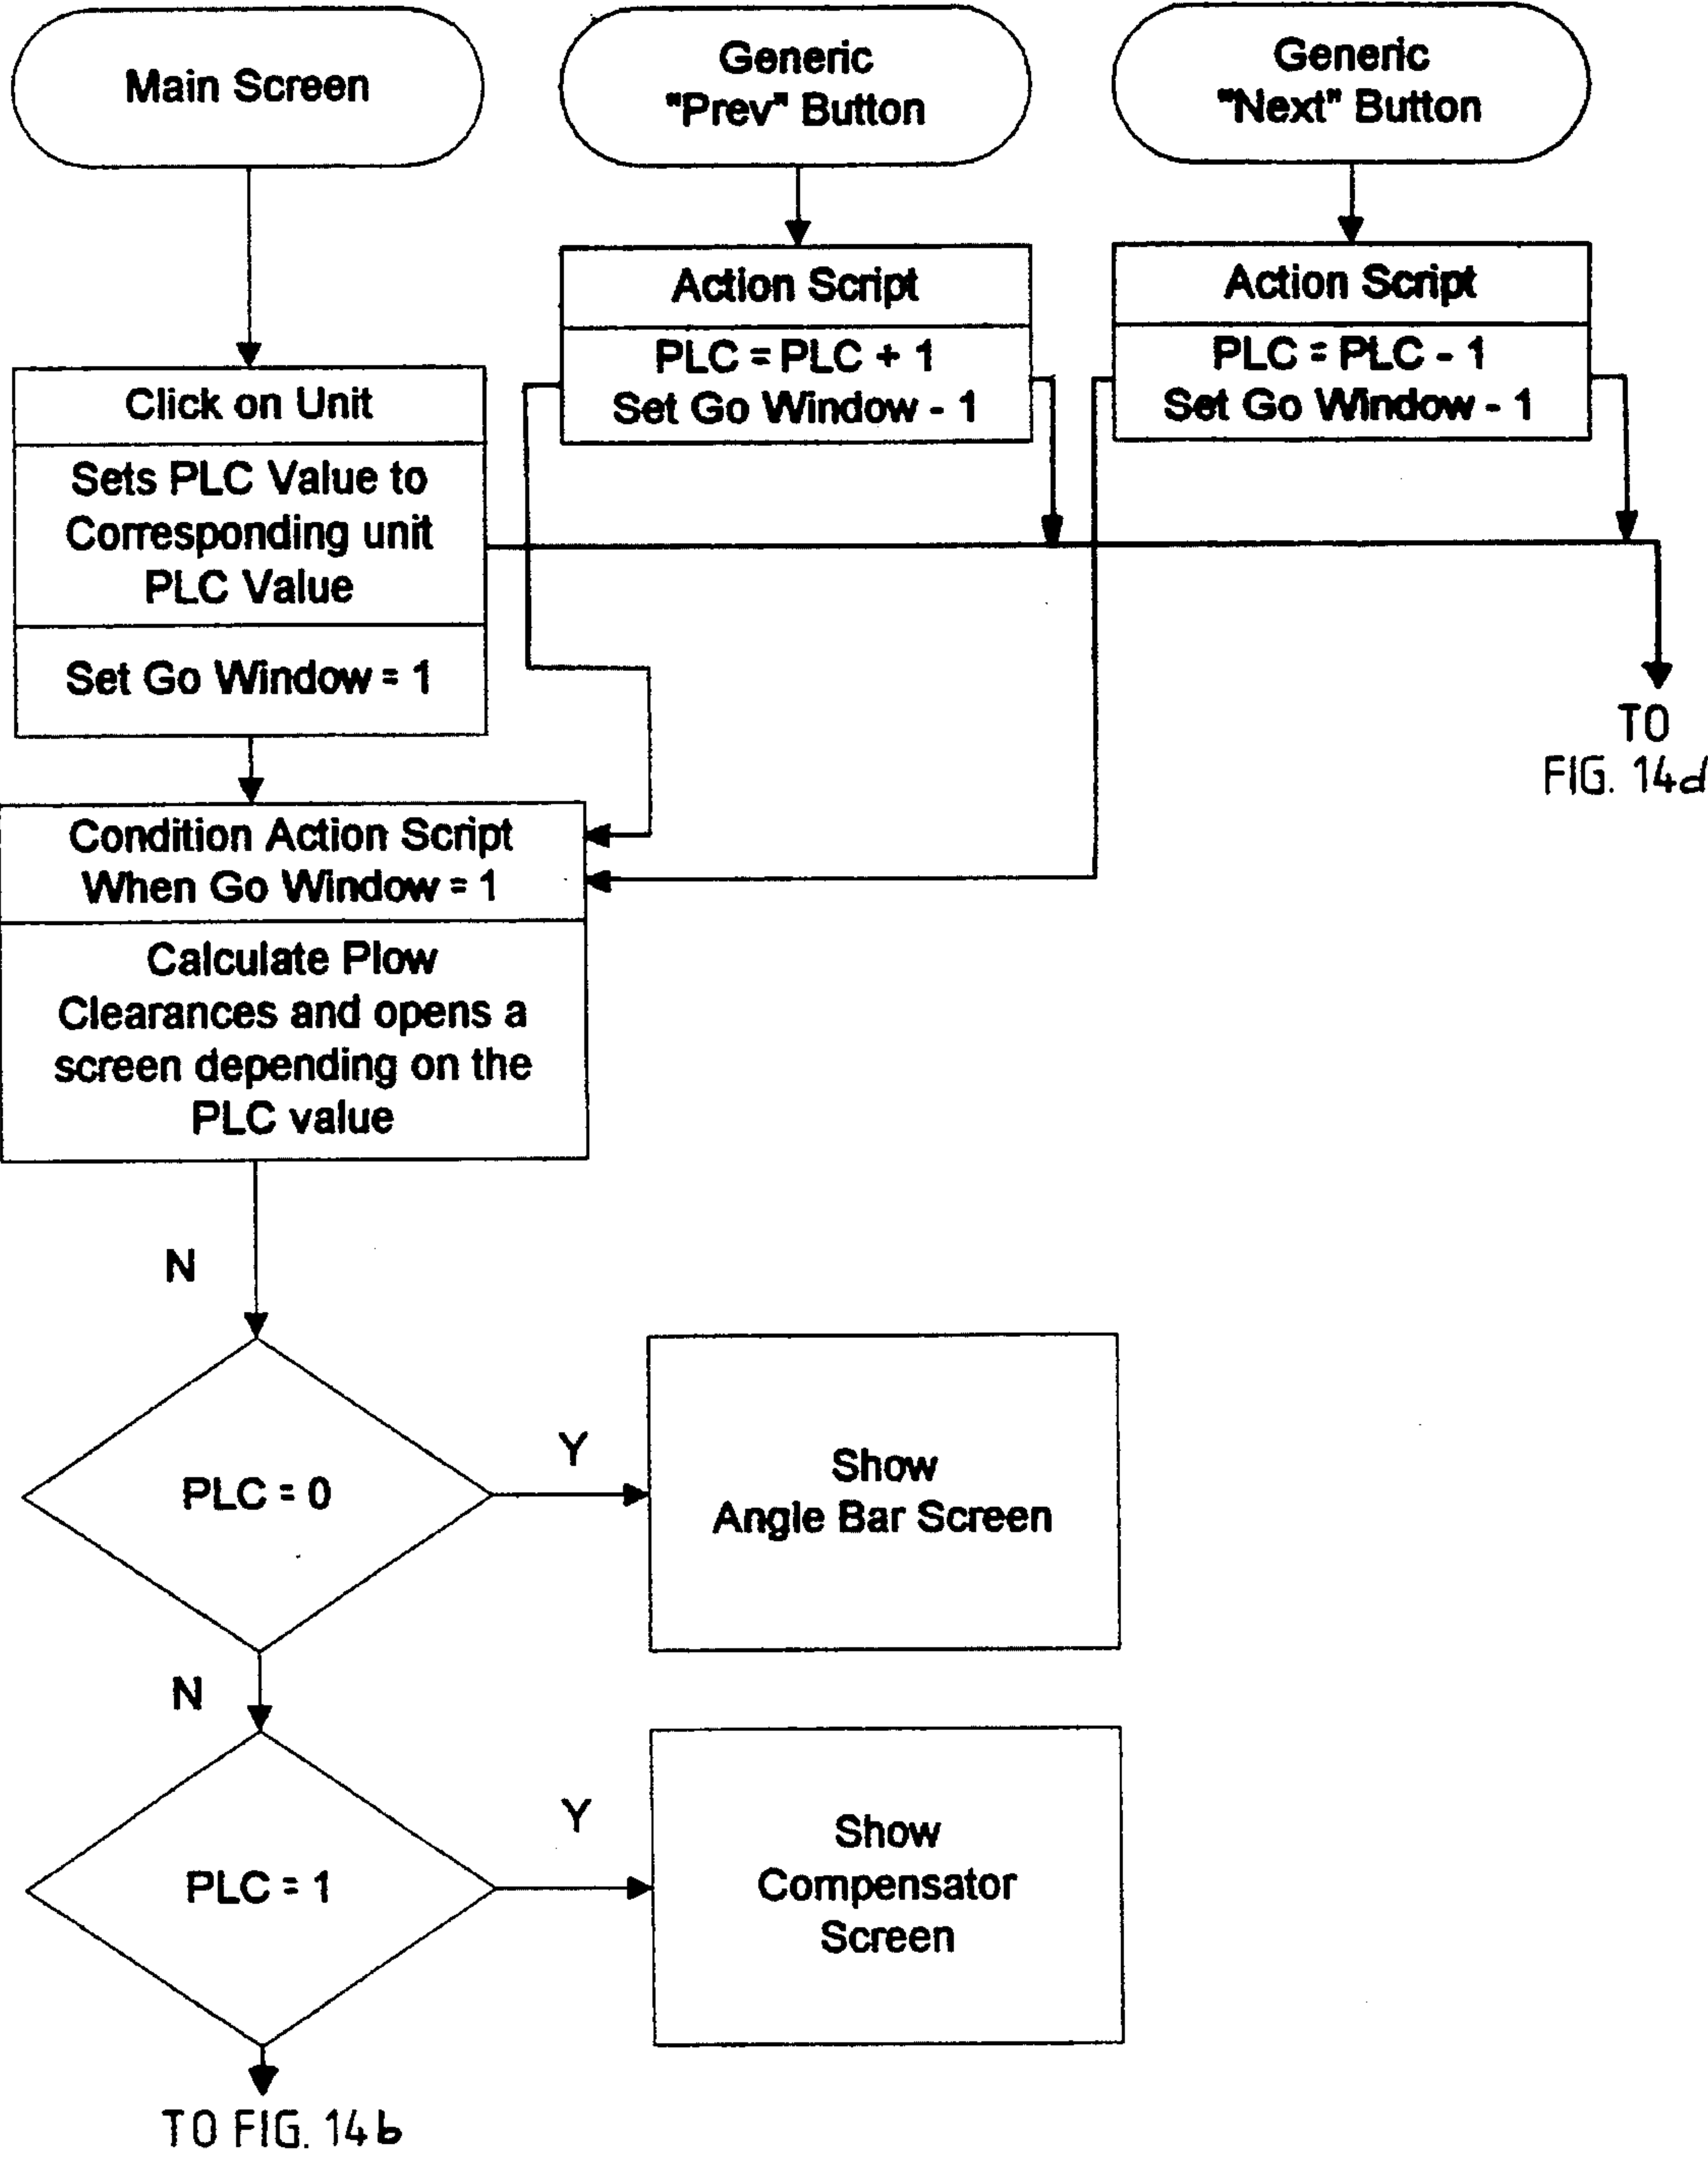 Main Screen
Generic
"Prev" Button
Generic
"Next" Button
Action Script
PLC = PLC + 1
Set Go Window - 1
Action Script
PLC = PLC - 1
Set Go Window - 1
Click on Unit
Sets PLC Value to
Corresponding unit
PLC Value
Set Go Window = 1
TO
FIG. 14d
Condition Action Script
When Go Window = 1
Calculate Plow
Clearances and opens a
screen depending on the
PLC value
N
PLC = 0
Y
Show
Angle Bar Screen
N
PLC = 1
Y
Show
Compensator
Screen
TO FIG. 14b